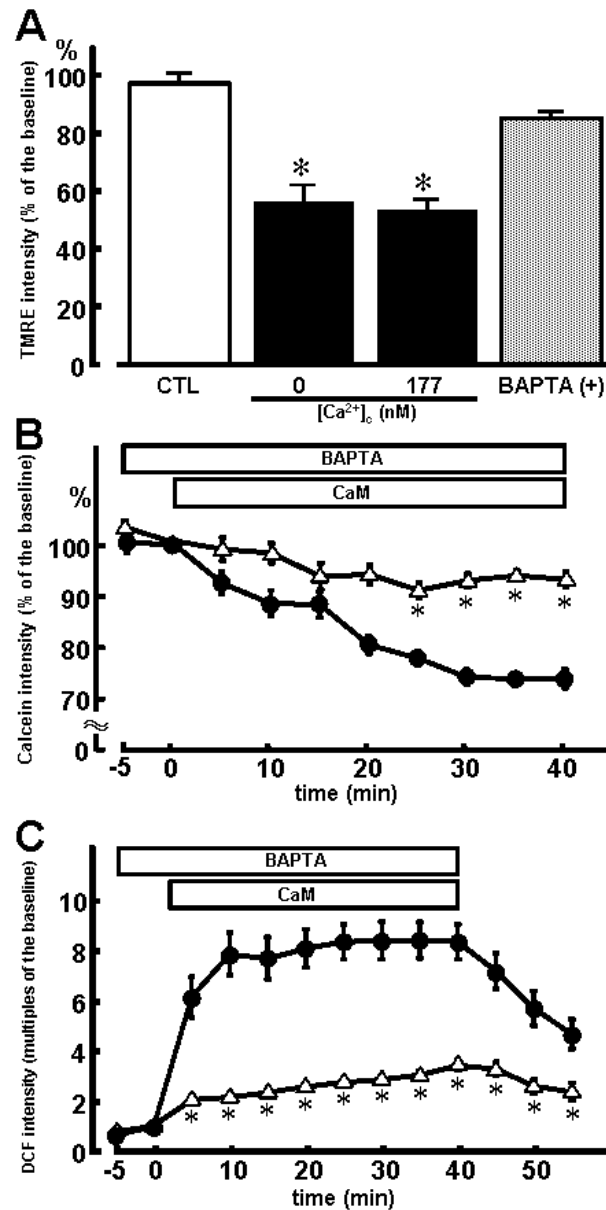 A
%
TMRE intensity (% of the baseline)
100
80
60
40
20
0
* *
CTL 0 177 BAPTA (+)
[Ca²⁺]c (nM)
B
BAPTA
CaM
%
Calcein intensity (% of the baseline)
100
90
80
70
0
* * * *
-5 0 10 20 30 40
time (min)
C
BAPTA
CaM
DCF intensity (multiples of the baseline)
10
8
6
4
2
0
* * * * * * * * * * *
-5 0 10 20 30 40 50
time (min)